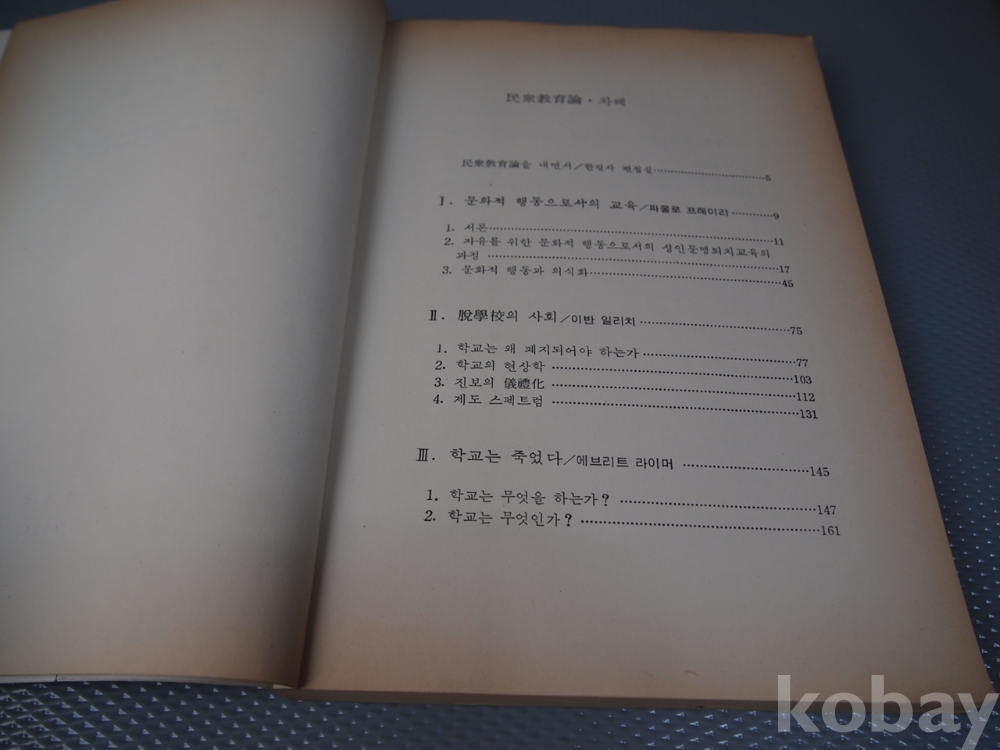 民衆敎育論·차례
民衆敎育論을 내면서/한길사 편집실 5
Ⅰ. 문화적 행동으로서의 교육/파울로 프레이리 9
1. 서론 11
2. 자유를 위한 문화적 행동으로서의 성인문맹퇴치교육의
과정 17
3. 문화적 행동과 의식화 45
Ⅱ. 脫學校의 사회/이반 일리치 75
1. 학교는 왜 폐지되어야 하는가 77
2. 학교의 현상학 103
3. 진보의 儀禮化 112
4. 제도 스펙트럼 131
Ⅲ. 학교는 죽었다/에브리트 라이머 145
1. 학교는 무엇을 하는가? 147
2. 학교는 무엇인가? 161
kobay